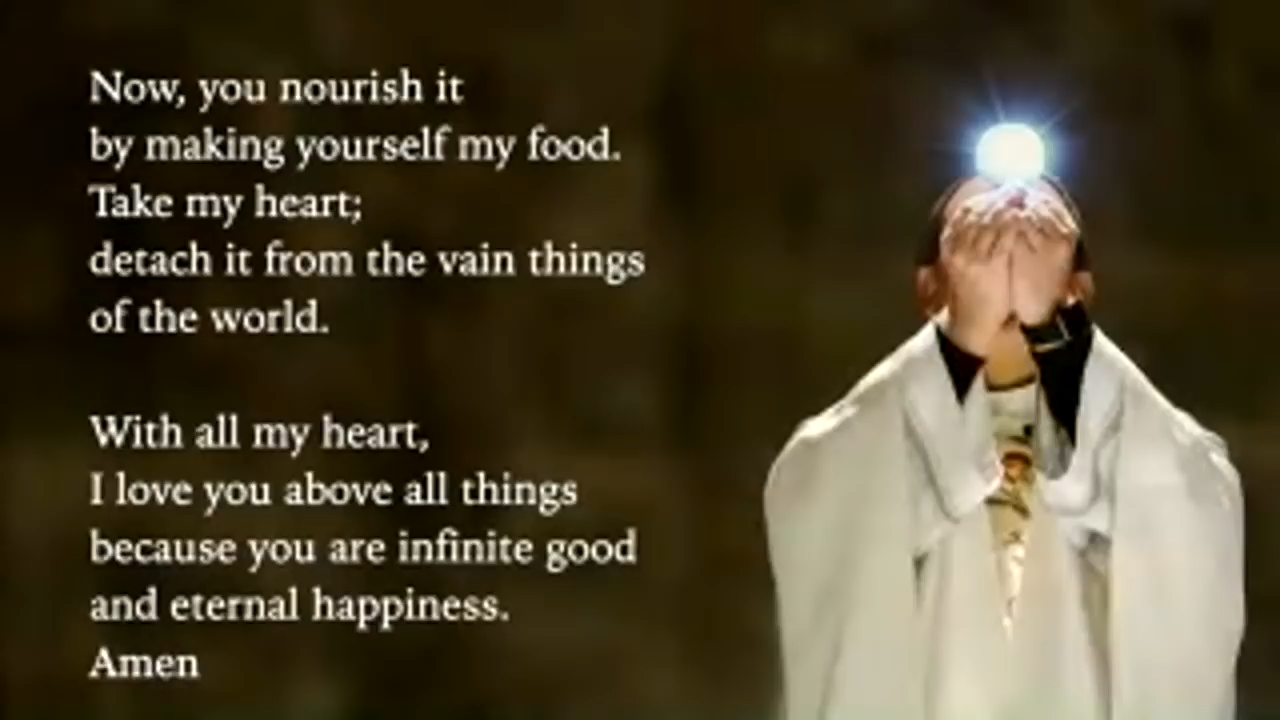 Now, you nourish it
by making yourself my food.
Take my heart;
detach it from the vain things
of the world.
With all my heart,
I love you above all things
because you are infinite good
and eternal happiness.
Amen